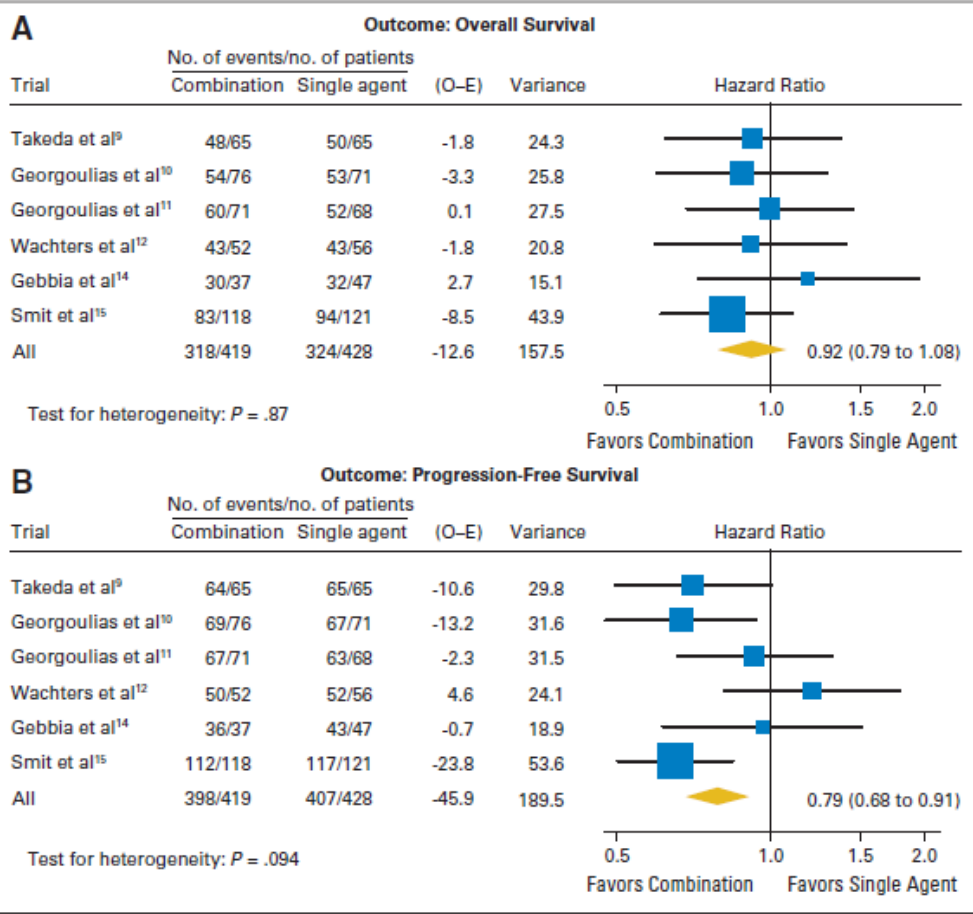 A Outcome: Overall Survival
No. of events/no. of patients
Trial Combination Single agent (O–E) Variance Hazard Ratio
Takeda et al⁹ 48/65 50/65 -1.8 24.3
Georgoulias et al¹⁰ 54/76 53/71 -3.3 25.8
Georgoulias et al¹¹ 60/71 52/68 0.1 27.5
Wachters et al¹² 43/52 43/56 -1.8 20.8
Gebbia et al¹⁴ 30/37 32/47 2.7 15.1
Smit et al¹⁵ 83/118 94/121 -8.5 43.9
All 318/419 324/428 -12.6 157.5 0.92 (0.79 to 1.08)
0.5 1.0 1.5 2.0
Test for heterogeneity: P = .87
Favors Combination Favors Single Agent
B Outcome: Progression-Free Survival
No. of events/no. of patients
Trial Combination Single agent (O–E) Variance Hazard Ratio
Takeda et al⁹ 64/65 65/65 -10.6 29.8
Georgoulias et al¹⁰ 69/76 67/71 -13.2 31.6
Georgoulias et al¹¹ 67/71 63/68 -2.3 31.5
Wachters et al¹² 50/52 52/56 4.6 24.1
Gebbia et al¹⁴ 36/37 43/47 -0.7 18.9
Smit et al¹⁵ 112/118 117/121 -23.8 53.6
All 398/419 407/428 -45.9 189.5 0.79 (0.68 to 0.91)
0.5 1.0 1.5 2.0
Test for heterogeneity: P = .094
Favors Combination Favors Single Agent